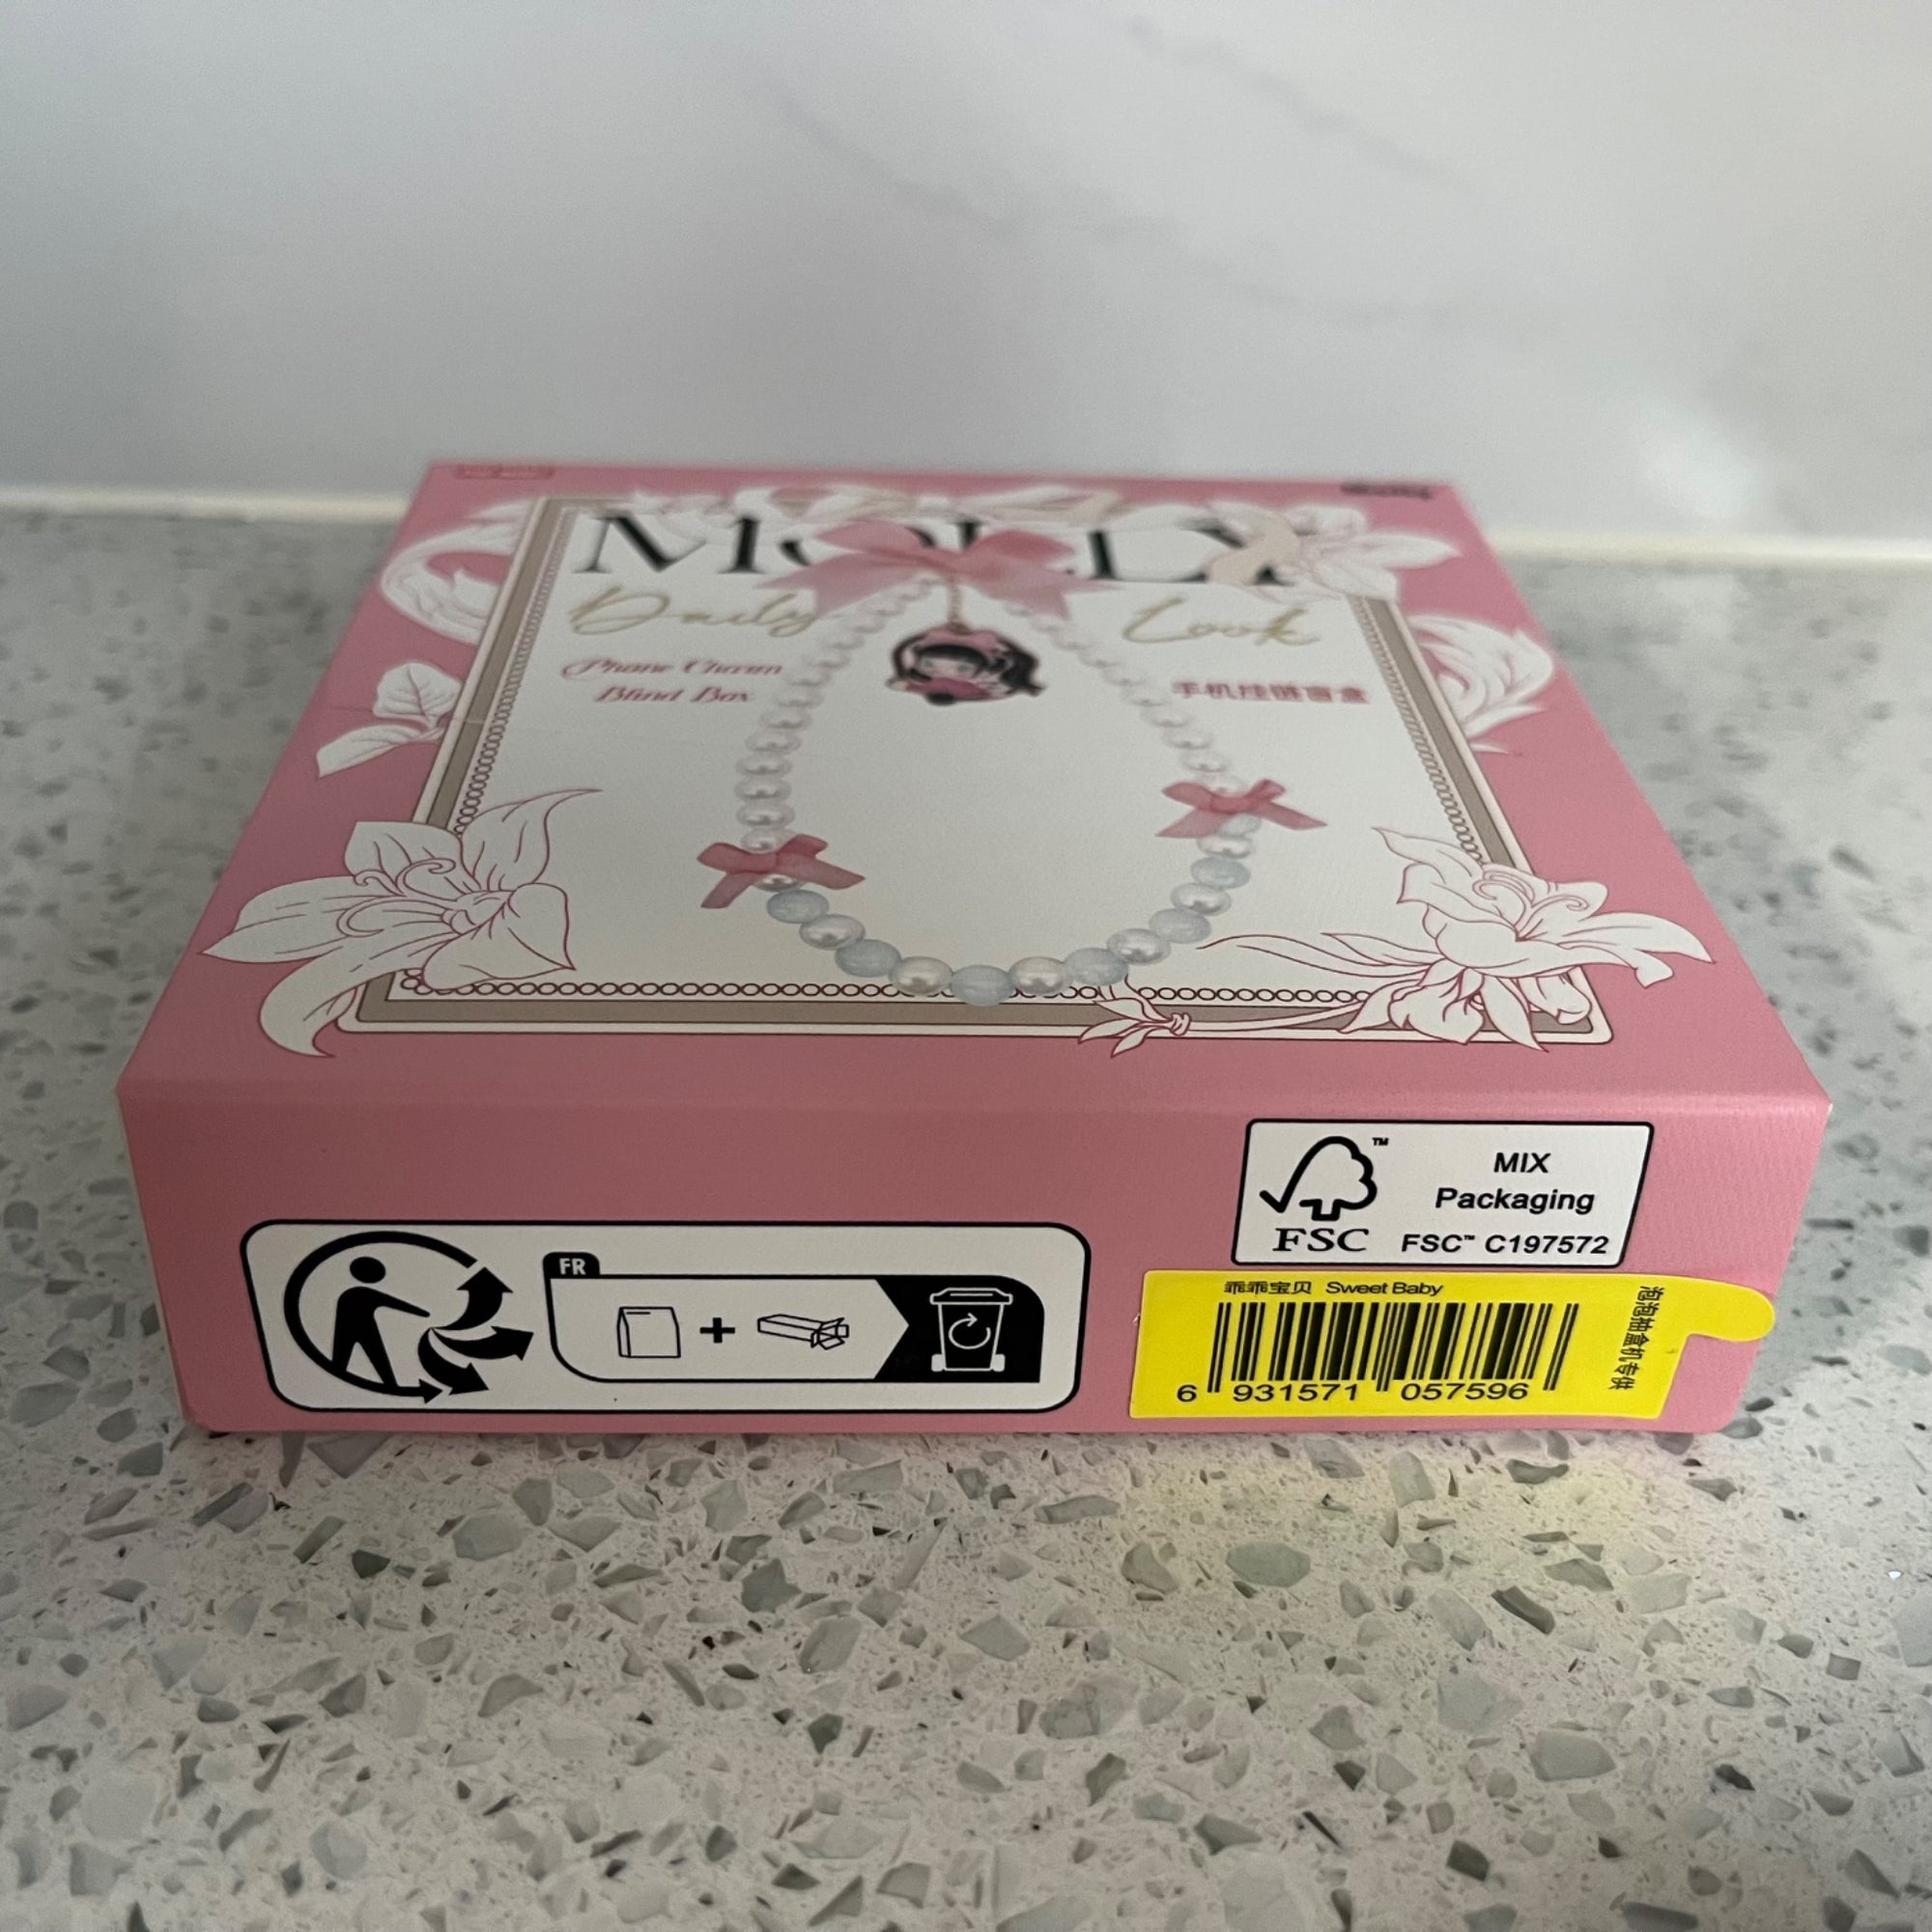 MOLLY
Daily Look
Phone Charm
Blind Box
手机挂链盲盒
™
MIX
Packaging
FSC
FSC™ C197572
FR
+
乖乖宝贝 Sweet Baby
6 931571 057596
泡泡抽盒机专供